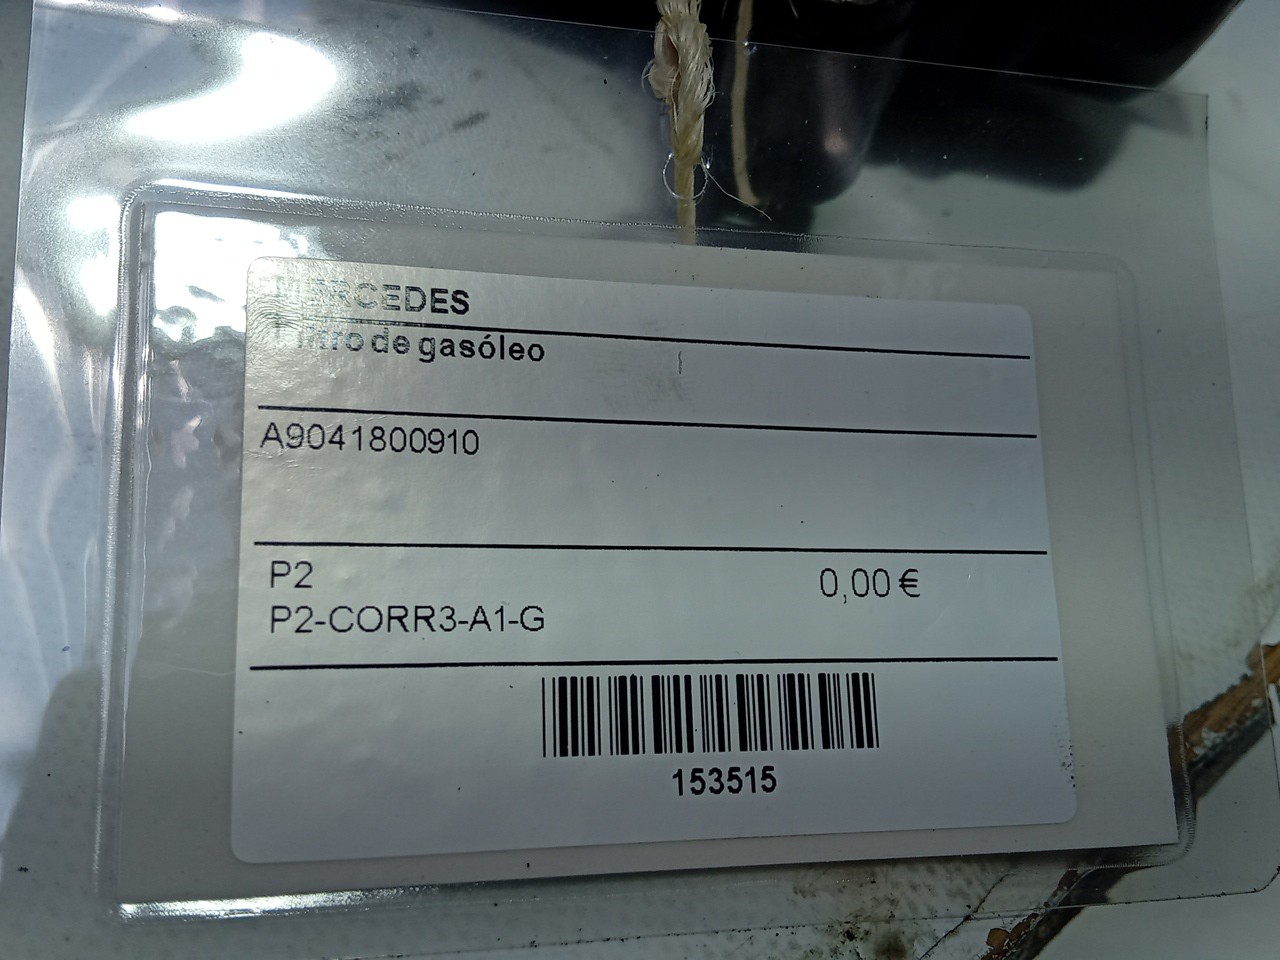 MERCEDES
Filtro de gasóleo
A9041800910
P2
0,00 €
P2-CORR3-A1-G
153515